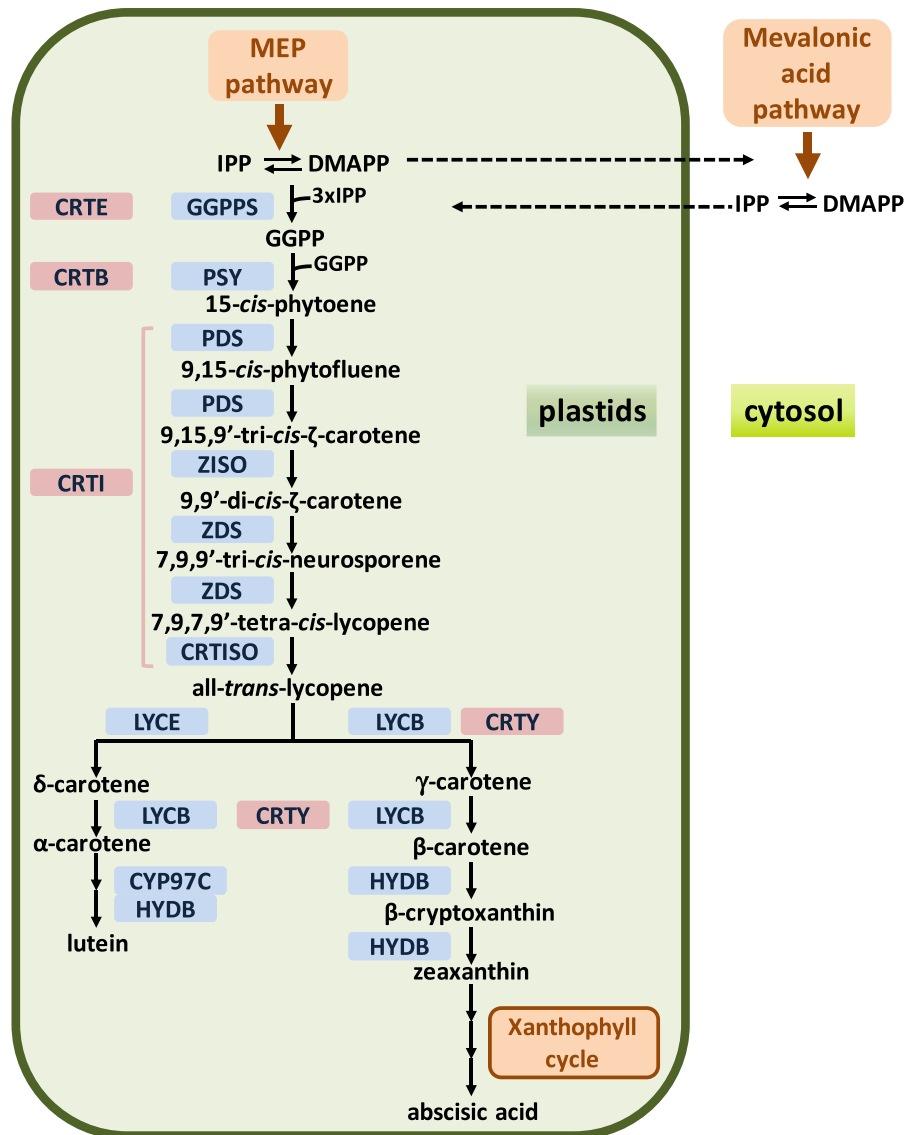 MEP
pathway
Mevalonic
acid
pathway
IPP DMAPP
3xIPP
CRTE GGPPS
IPP DMAPP
GGPP
GGPP
CRTB PSY
15-cis-phytoene
PDS
9,15-cis-phytofluene
PDS
plastids cytosol
9,15,9’-tri-cis-ζ-carotene
ZISO
CRTI
9,9’-di-cis-ζ-carotene
ZDS
7,9,9’-tri-cis-neurosporene
ZDS
7,9,7,9’-tetra-cis-lycopene
CRTISO
all-trans-lycopene
LYCE LYCB CRTY
δ-carotene γ-carotene
LYCB CRTY LYCB
α-carotene β-carotene
CYP97C HYDB
HYDB β-cryptoxanthin
lutein HYDB
zeaxanthin
Xanthophyll
cycle
abscisic acid